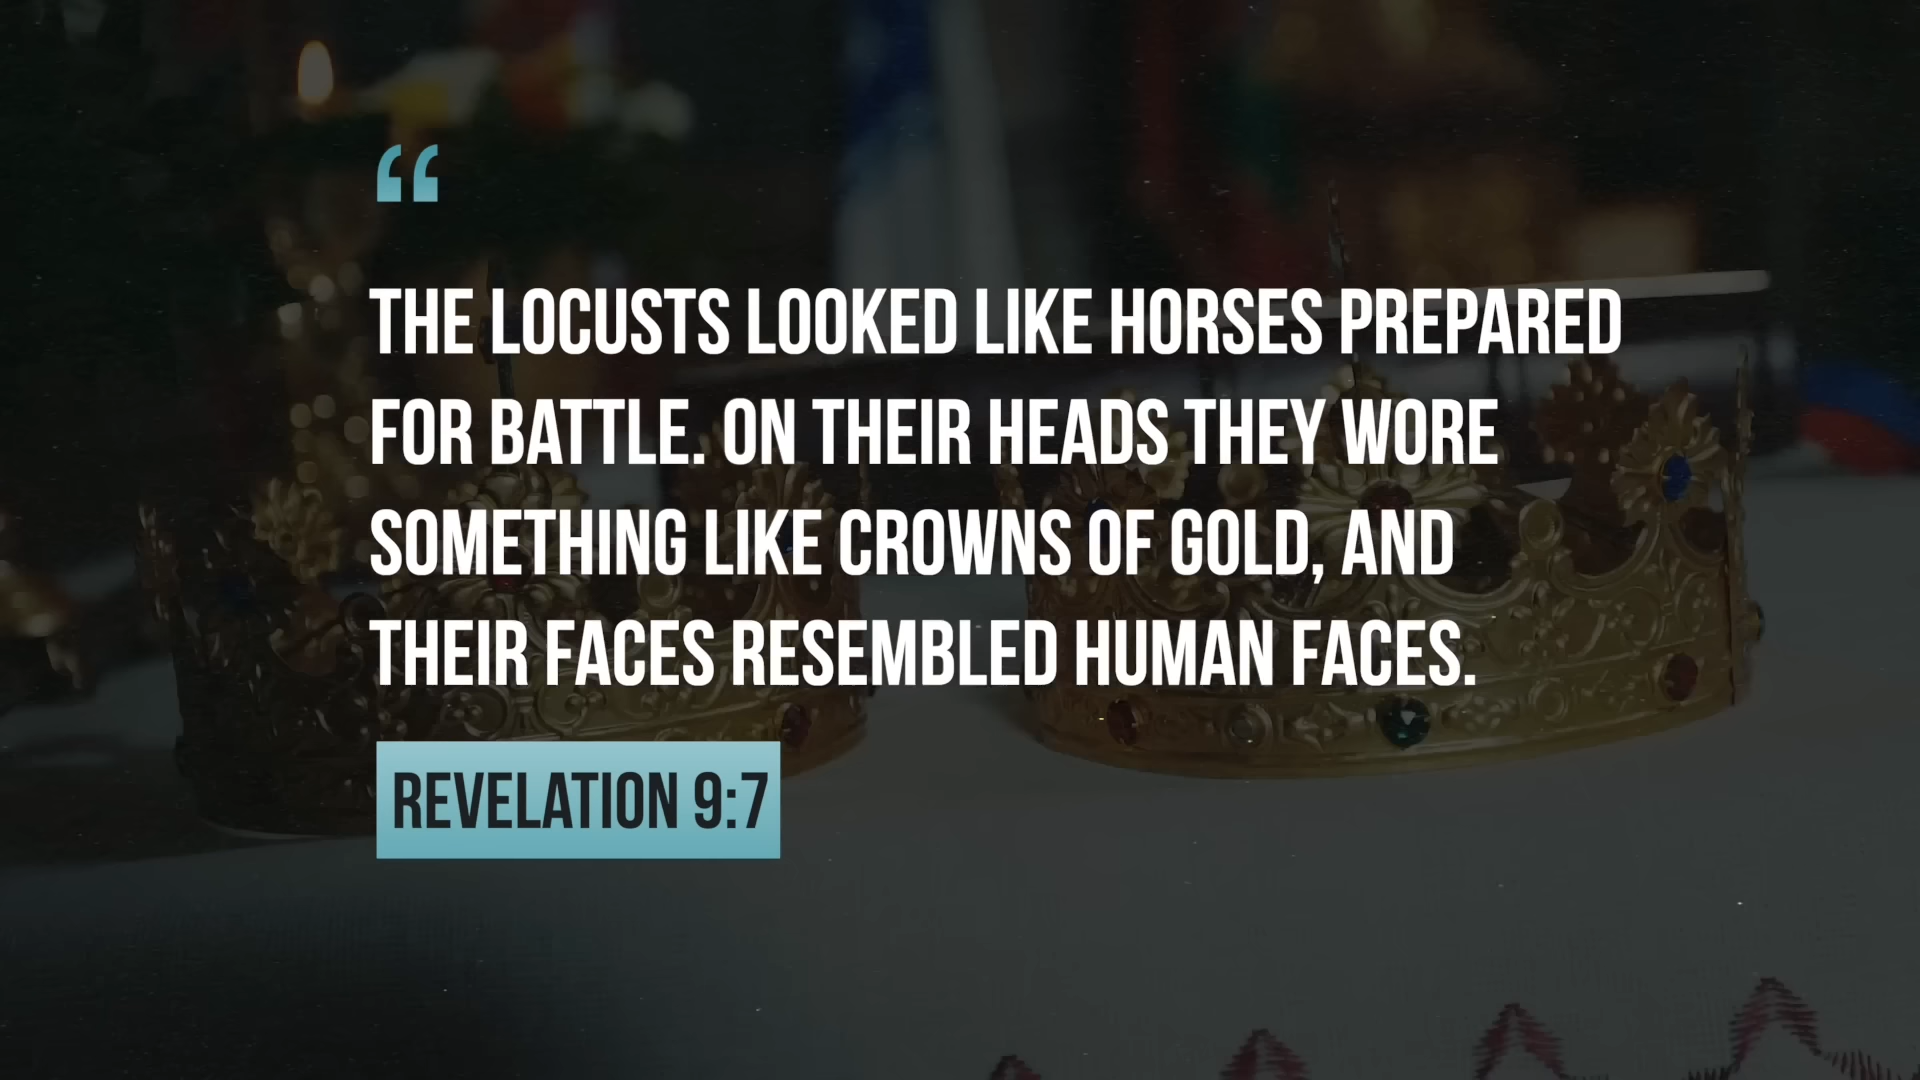 “
THE LOCUSTS LOOKED LIKE HORSES PREPARED
FOR BATTLE. ON THEIR HEADS THEY WORE
SOMETHING LIKE CROWNS OF GOLD, AND
THEIR FACES RESEMBLED HUMAN FACES.
REVELATION 9:7